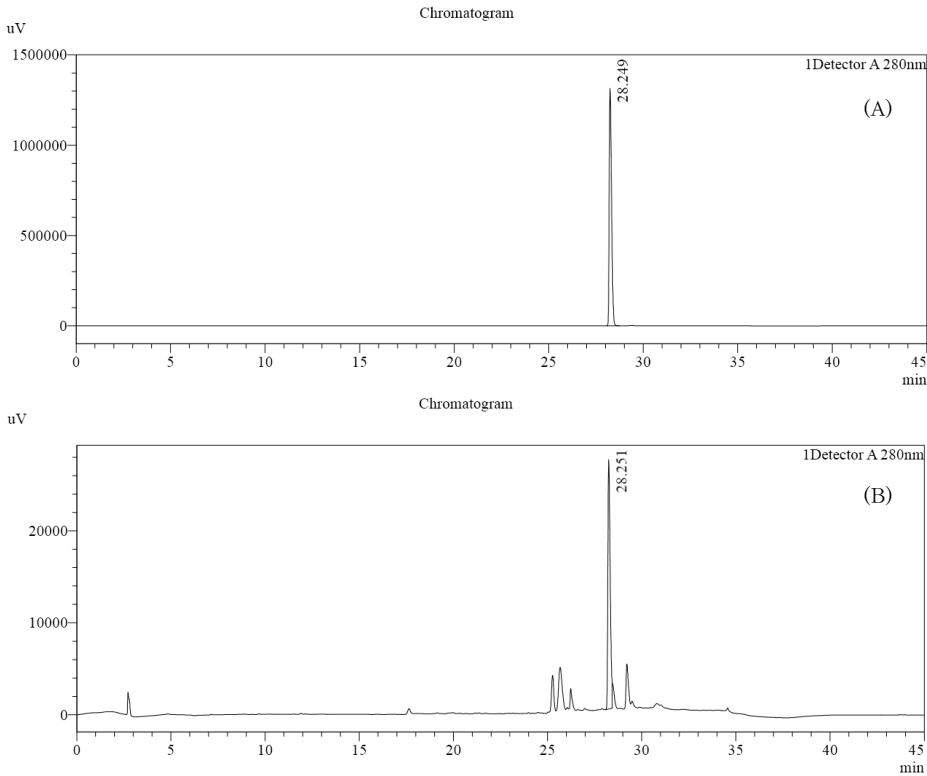 Chromatogram
uV
1500000
1Detector A 280nm
28.249
(A)
1000000
500000
0
0 5 10 15 20 25 30 35 40 45
min
Chromatogram
uV
1Detector A 280nm
28.251
(B)
20000
10000
0
0 5 10 15 20 25 30 35 40 45
min